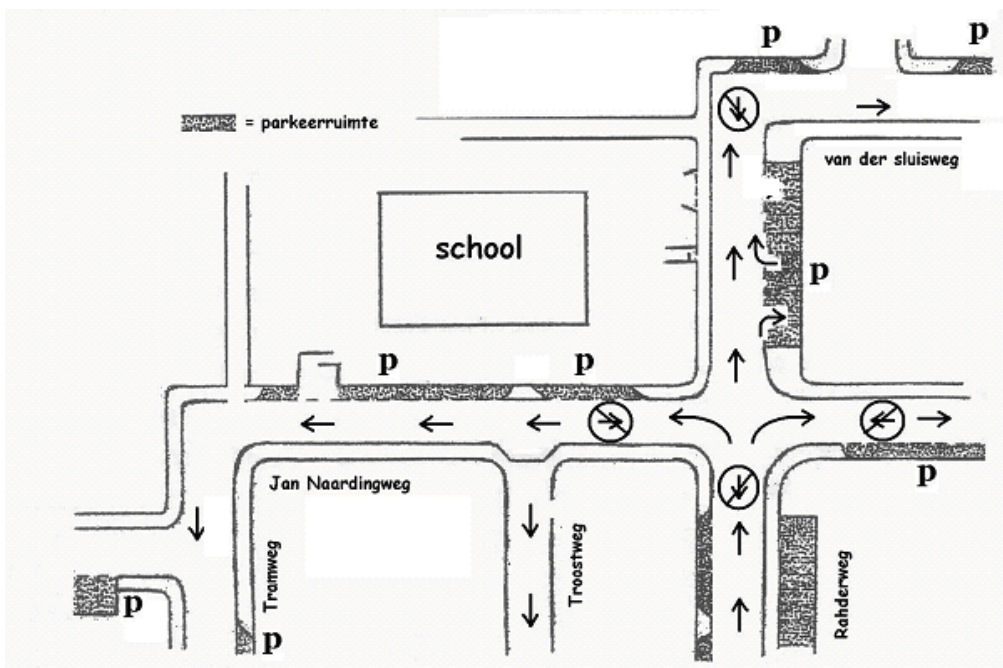 p
p
= parkeerruimte
van der sluisweg
school
p
p
p
p
Jan Naardingweg
Tramweg
Troostweg
Rahderweg
p
p